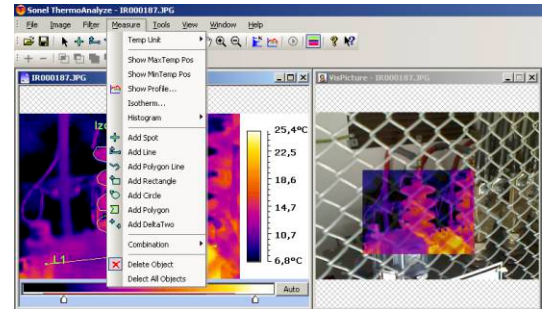 Sonel ThermoAnalyze - IR000187.JPG
File Image Filter Measure Tools View Window Help
IR000187.JPG
Temp Unit
Show MaxTemp Pos
Show MinTemp Pos
Show Profile...
Isotherm...
Histogram
Add Spot
Add Line
Add Polygon Line
Add Rectangle
Add Circle
Add Polygon
Add DeltaTwo
Combination
Delete Object
Delect All Objects
L1
25,4°C
22,5
18,6
14,7
10,7
6,8°C
Auto
VisPicture - IR000187.JPG